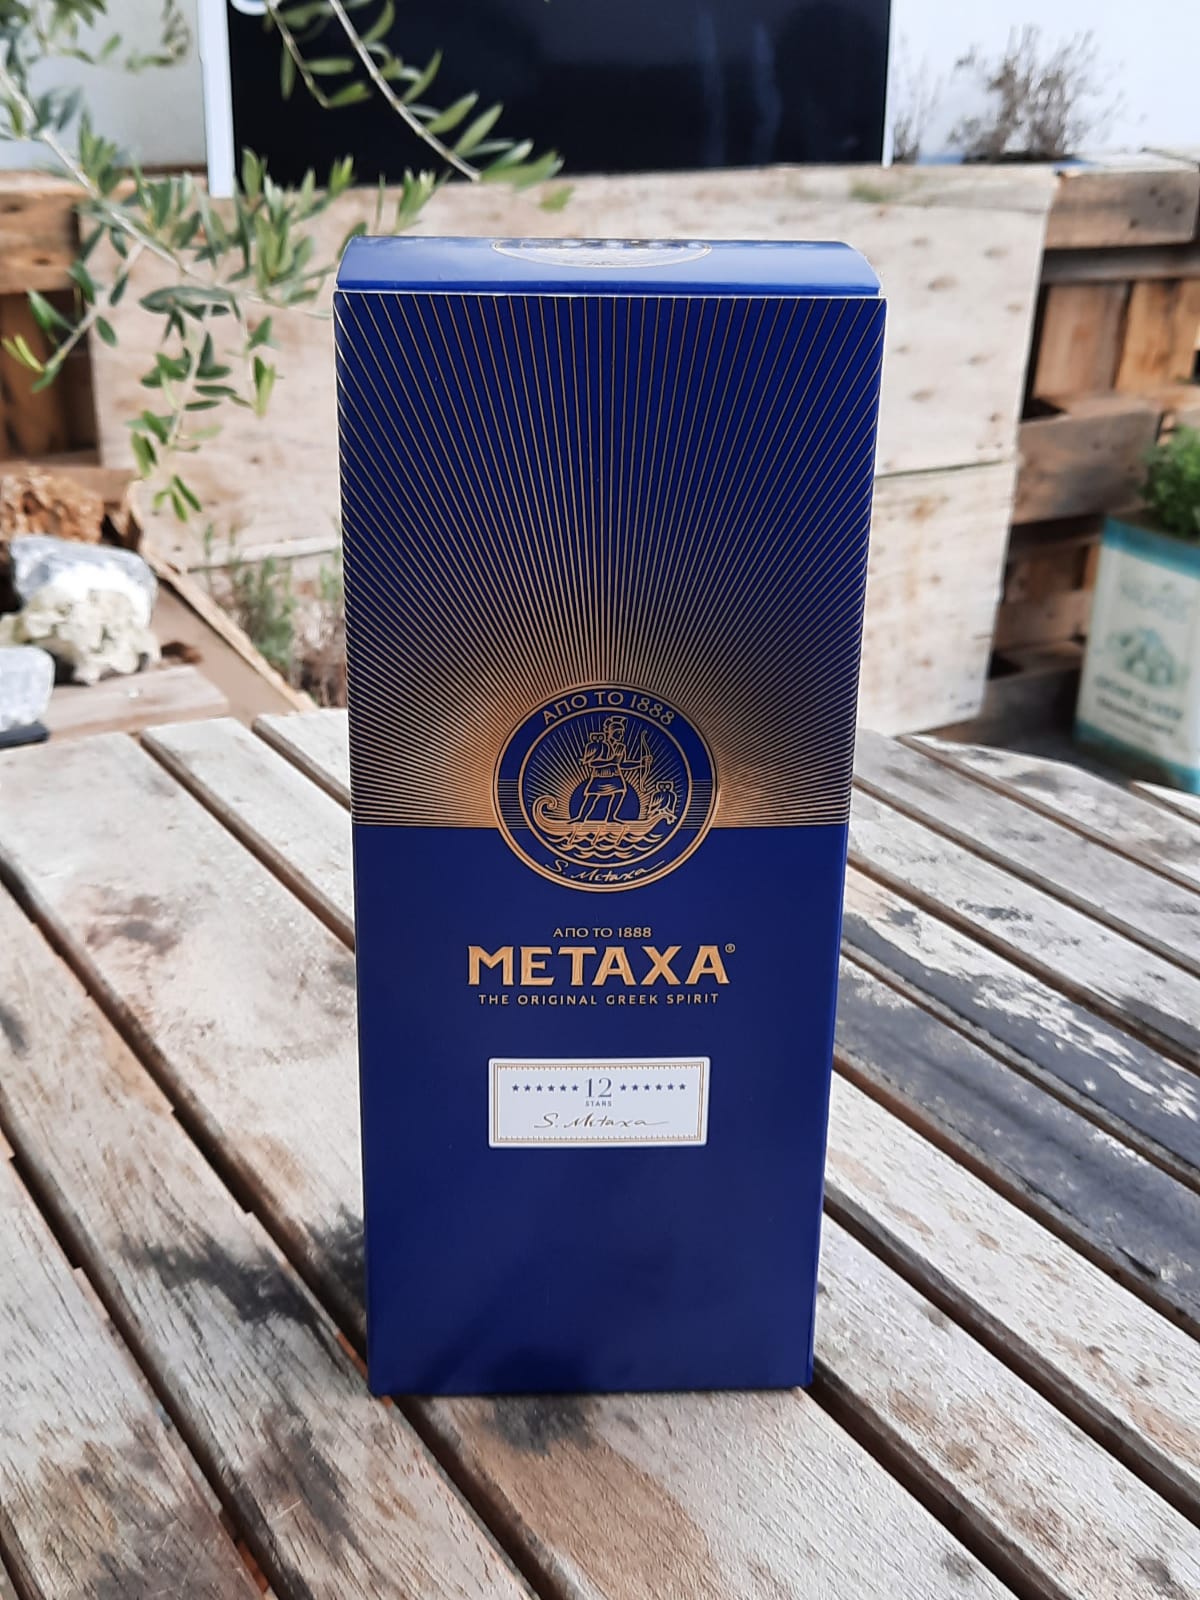 ΑΠΟ ΤΟ 1888
S. Metaxa
ΑΠΟ ΤΟ 1888
METAXA®
THE ORIGINAL GREEK SPIRIT
★★★★★★ 12 ★★★★★★
STARS
S. Metaxa